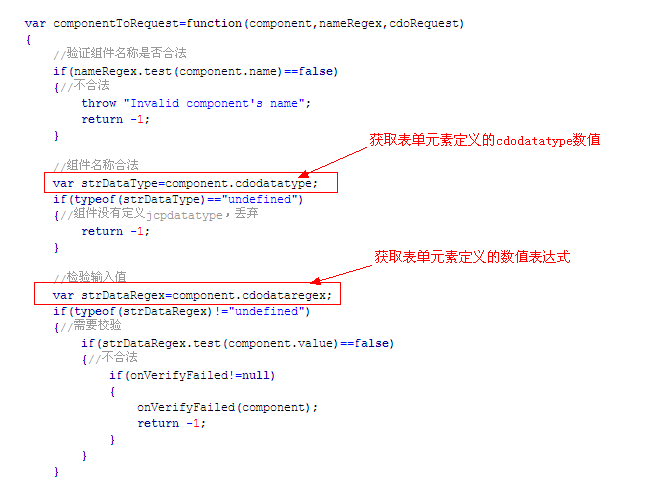 var componentToRequest=function(component,nameRegex,cdoRequest)
{
//验证组件名称是否合法
if(nameRegex.test(component.name)==false)
{//不合法
throw "Invalid component's name";
return -1;
}
获取表单元素定义的cdodatatype数值
//组件名称合法
var strDataType=component.cdodatatype;
if(typeof(strDataType)=="undefined")
{//组件没有定义jcpdatatype，丢弃
return -1;
}
获取表单元素定义的数值表达式
//检验输入值
var strDataRegex=component.cdodataregex;
if(typeof(strDataRegex)!="undefined")
{//需要校验
if(strDataRegex.test(component.value)==false)
{//不合法
if(onVerifyFailed!=null)
{
onVerifyFailed(component);
return -1;
}
}
}